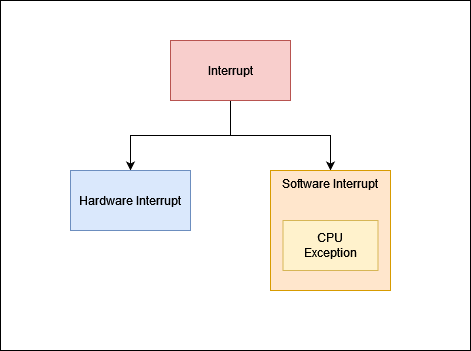 Interrupt
Hardware Interrupt
Software Interrupt
CPU
Exception